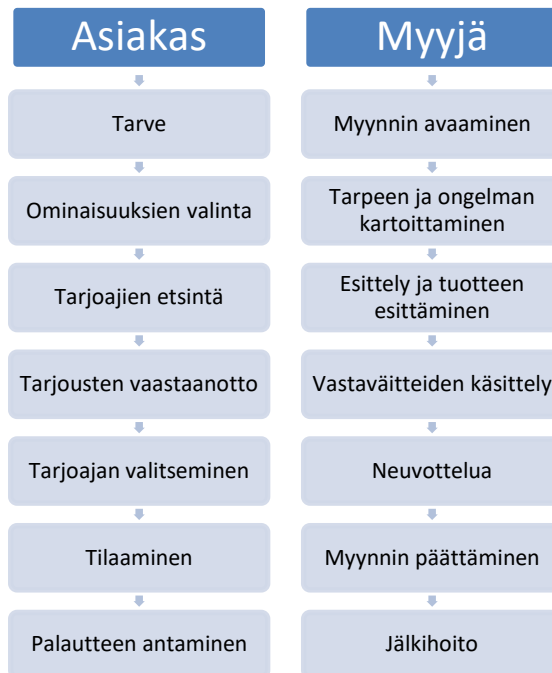 Asiakas
Tarve
Ominaisuuksien valinta
Tarjoajien etsintä
Tarjousten vaastaanotto
Tarjoajan valitseminen
Tilaaminen
Palautteen antaminen
Myyjä
Myynnin avaaminen
Tarpeen ja ongelman
kartoittaminen
Esittely ja tuotteen
esittäminen
Vastaväitteiden käsittely
Neuvottelua
Myynnin päättäminen
Jälkihoito